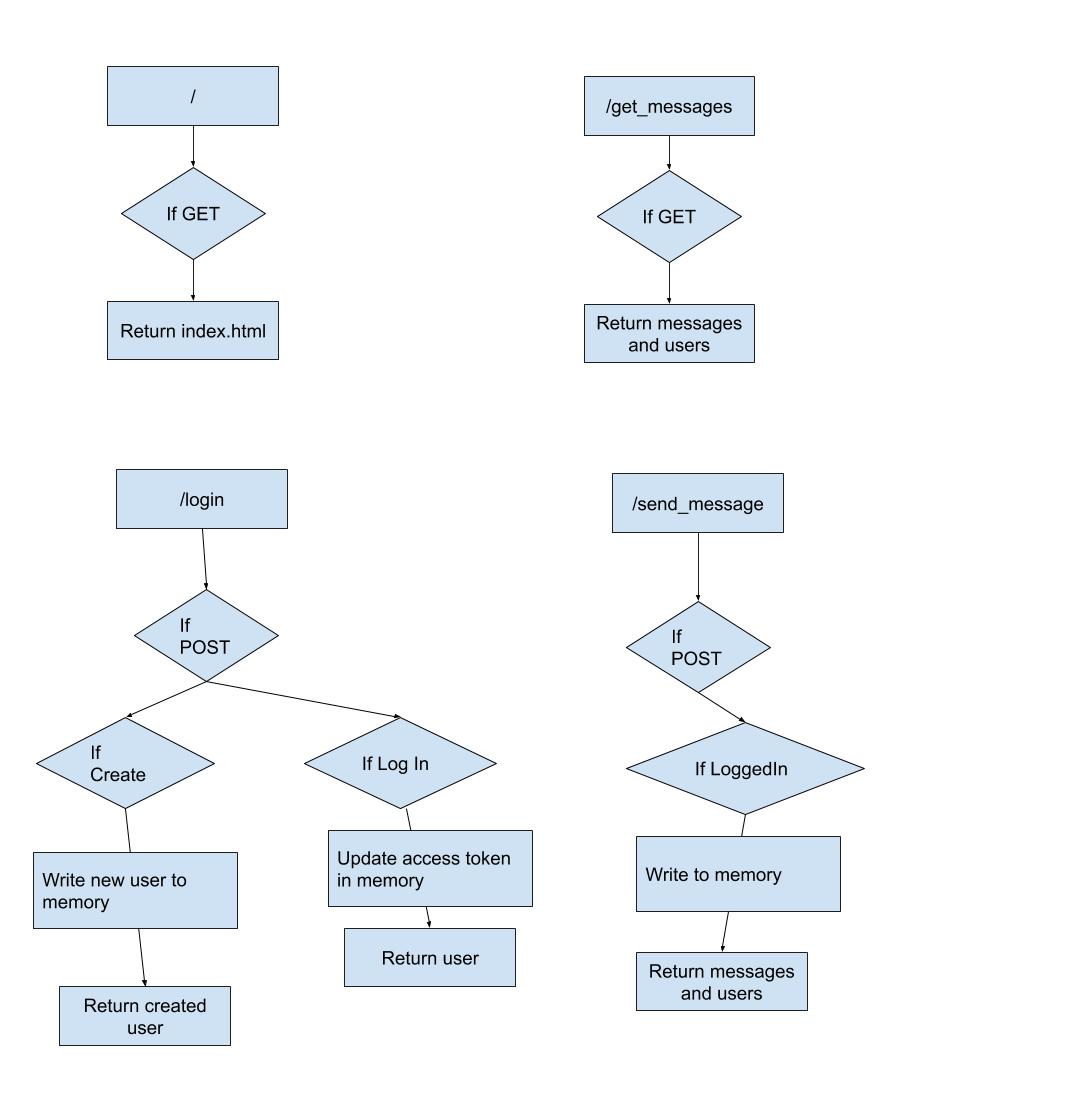 /
If GET
Return index.html
/get_messages
If GET
Return messages
and users
/login
If
POST
If
Create
Write new user to
memory
Return created
user
If Log In
Update access token
in memory
Return user
/send_message
If
POST
If LoggedIn
Write to memory
Return messages
and users